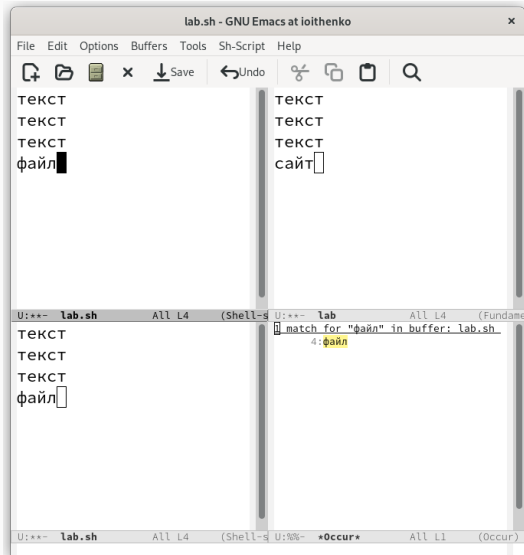 lab.sh - GNU Emacs at ioithenko
File Edit Options Buffers Tools Sh-Script Help
Save Undo
текст
текст
текст
файл
U:**- lab.sh All L4 (Shell-s
текст
текст
текст
сайт
U:**- lab All L4 (Fundame
текст
текст
текст
файл
U:**- lab.sh All L4 (Shell-s
1 match for "файл" in buffer: lab.sh
4:файл
U:%%- *Occur* All L1 (Occur)